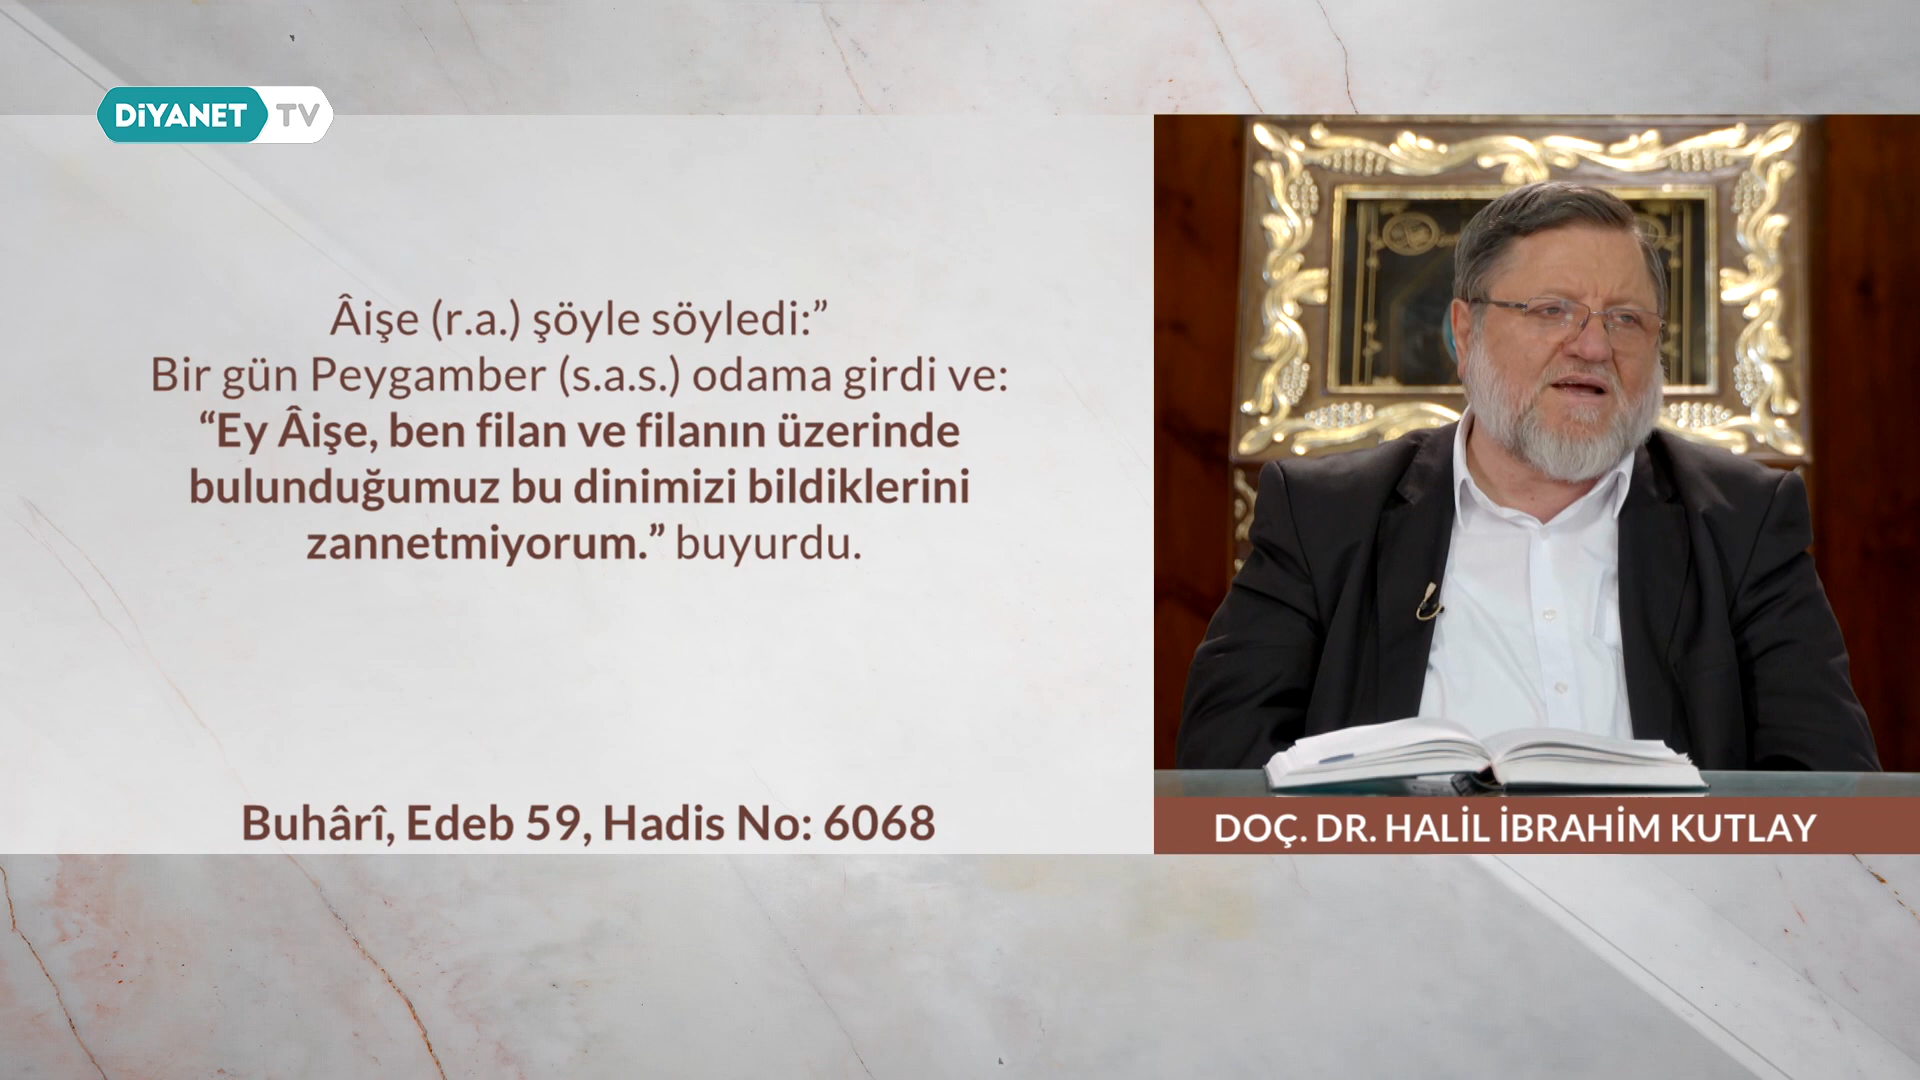 DİYANET TV
Âişe (r.a.) şöyle söyledi:”
Bir gün Peygamber (s.a.s.) odama girdi ve:
“Ey Âişe, ben filan ve filanın üzerinde
bulunduğumuz bu dinimizi bildiklerini
zannetmiyorum.” buyurdu.
Buhârî, Edeb 59, Hadis No: 6068
DOÇ. DR. HALİL İBRAHİM KUTLAY